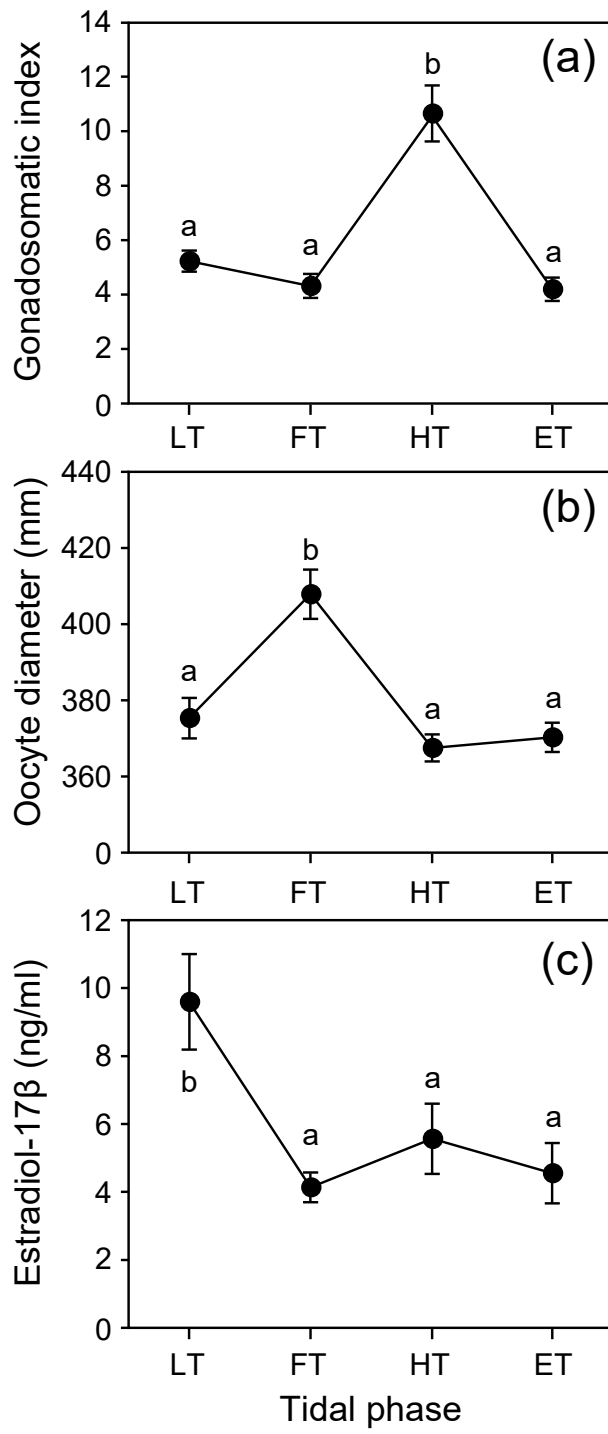 (a)
Gonadosomatic index
14
12
10
8
6
4
2
0
a
a
b
a
LT FT HT ET
(b)
Oocyte diameter (mm)
440
420
400
380
360
0
a
b
a
a
LT FT HT ET
(c)
Estradiol-17β (ng/ml)
12
10
8
6
4
2
0
b
a
a
a
LT FT HT ET
Tidal phase